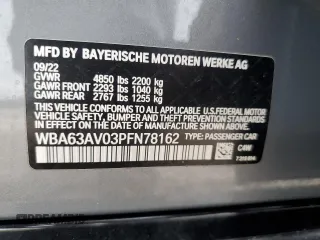 MFD BY BAYERISCHE MOTOREN WERKE AG
09/22
GVWR 4850 lbs 2200 kg
GAWR FRONT 2293 lbs 1040 kg
GAWR REAR 2767 lbs 1255 kg
THIS VEHICLE CONFORMS TO ALL APPLICABLE U.S. FEDERAL
MOTOR VEHICLE SAFETY, BUMPER AND THEFT PREVENTION
STANDARDS IN EFFECT ON THE DATE OF MANUFACTURE
SHOWN ABOVE.
WBA63AV03PFN78162 TYPE: PASSENGER CAR
C4W